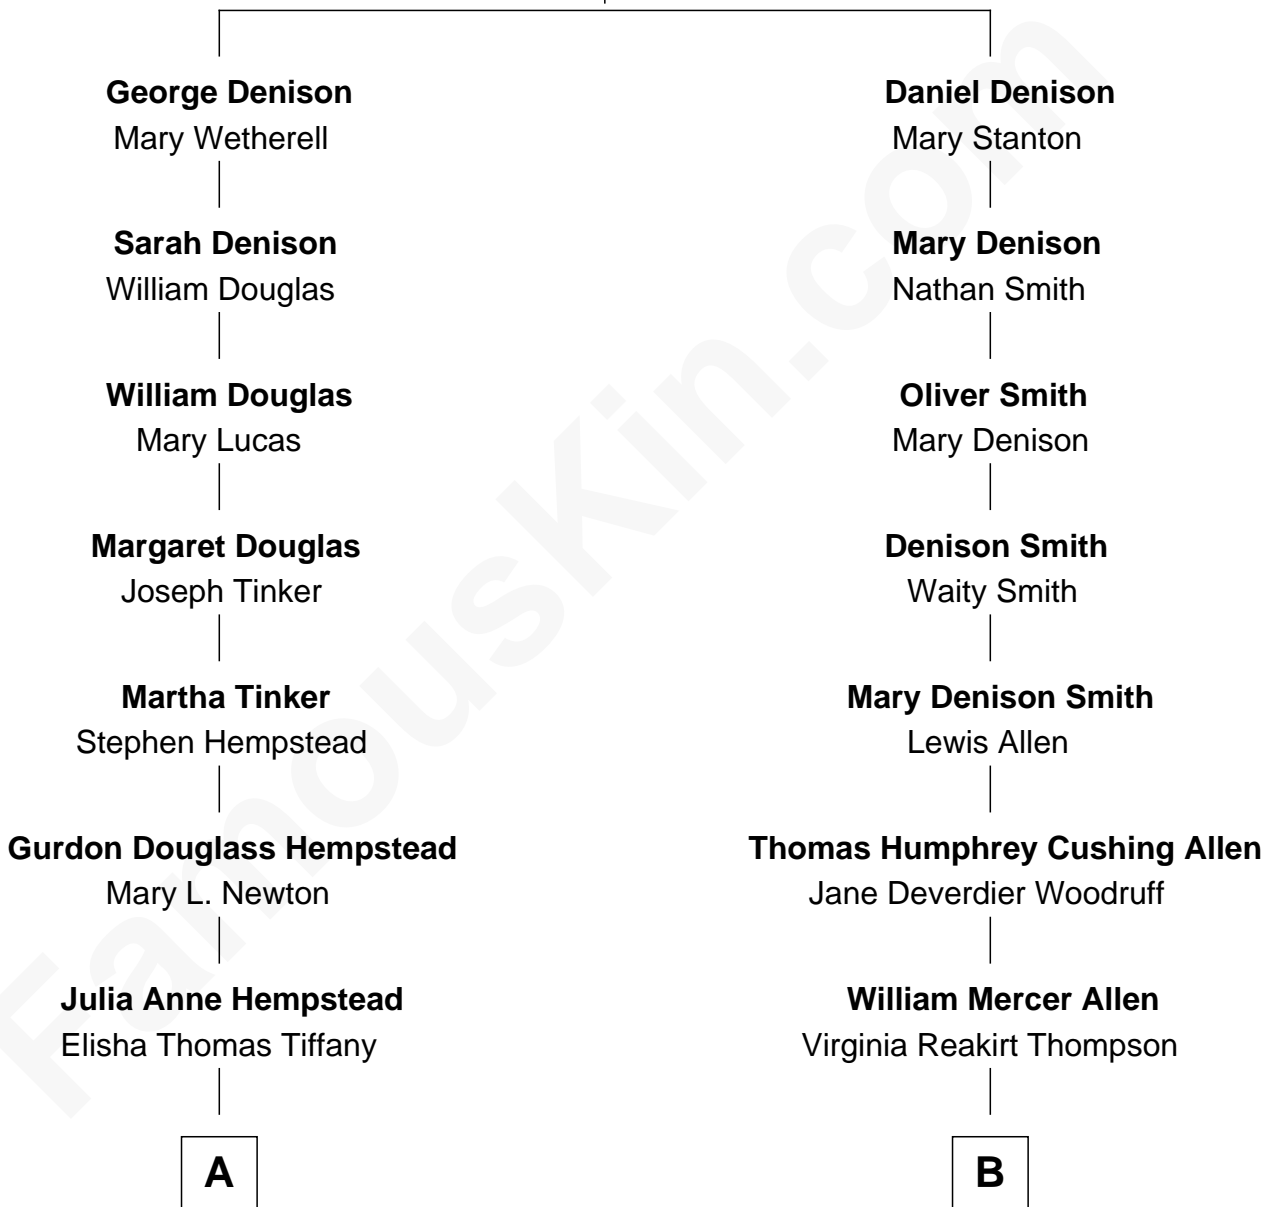 George Denison
Mary Wetherell
Sarah Denison
William Douglas
William Douglas
Mary Lucas
Margaret Douglas
Joseph Tinker
Martha Tinker
Stephen Hempstead
Gurdon Douglass Hempstead
Mary L. Newton
Julia Anne Hempstead
Elisha Thomas Tiffany
A
Daniel Denison
Mary Stanton
Mary Denison
Nathan Smith
Oliver Smith
Mary Denison
Denison Smith
Waity Smith
Mary Denison Smith
Lewis Allen
Thomas Humphrey Cushing Allen
Jane Deverdier Woodruff
William Mercer Allen
Virginia Reakirt Thompson
B
FamousKin.com